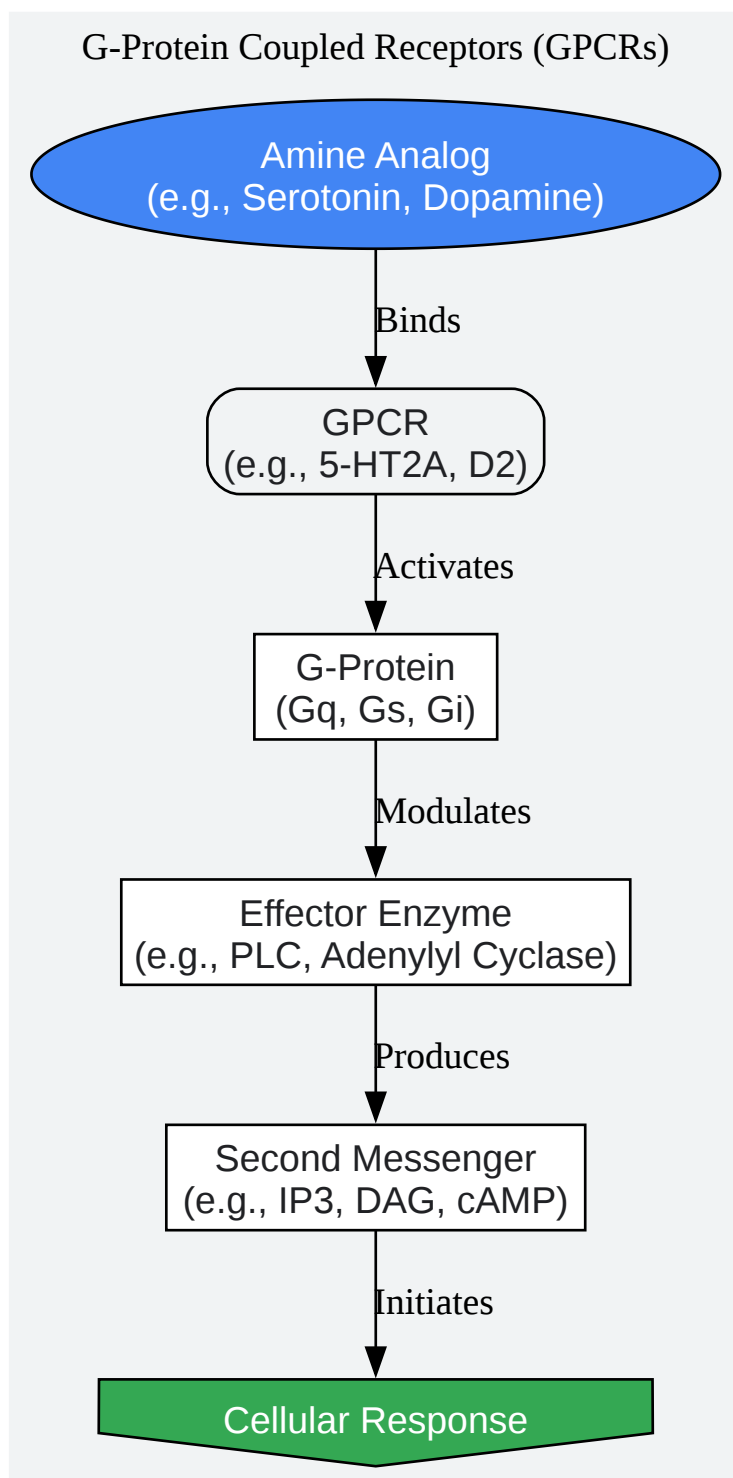 G-Protein Coupled Receptors (GPCRs)
Amine Analog
(e.g., Serotonin, Dopamine)
Binds
GPCR
(e.g., 5-HT2A, D2)
Activates
G-Protein
(Gq, Gs, Gi)
Modulates
Effector Enzyme
(e.g., PLC, Adenylyl Cyclase)
Produces
Second Messenger
(e.g., IP3, DAG, cAMP)
Initiates
Cellular Response